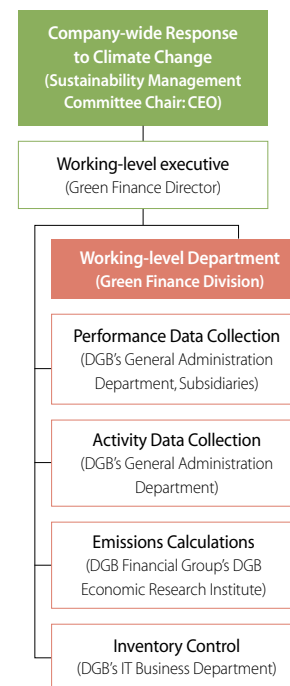 Company-wide Response
to Climate Change
(Sustainability Management
Committee Chair: CEO)
Working-level executive
(Green Finance Director)
Working-level Department
(Green Finance Division)
Performance Data Collection
(DGB's General Administration
Department, Subsidiaries)
Activity Data Collection
(DGB's General Administration
Department)
Emissions Calculations
(DGB Financial Group's DGB
Economic Research Institute)
Inventory Control
(DGB's IT Business Department)